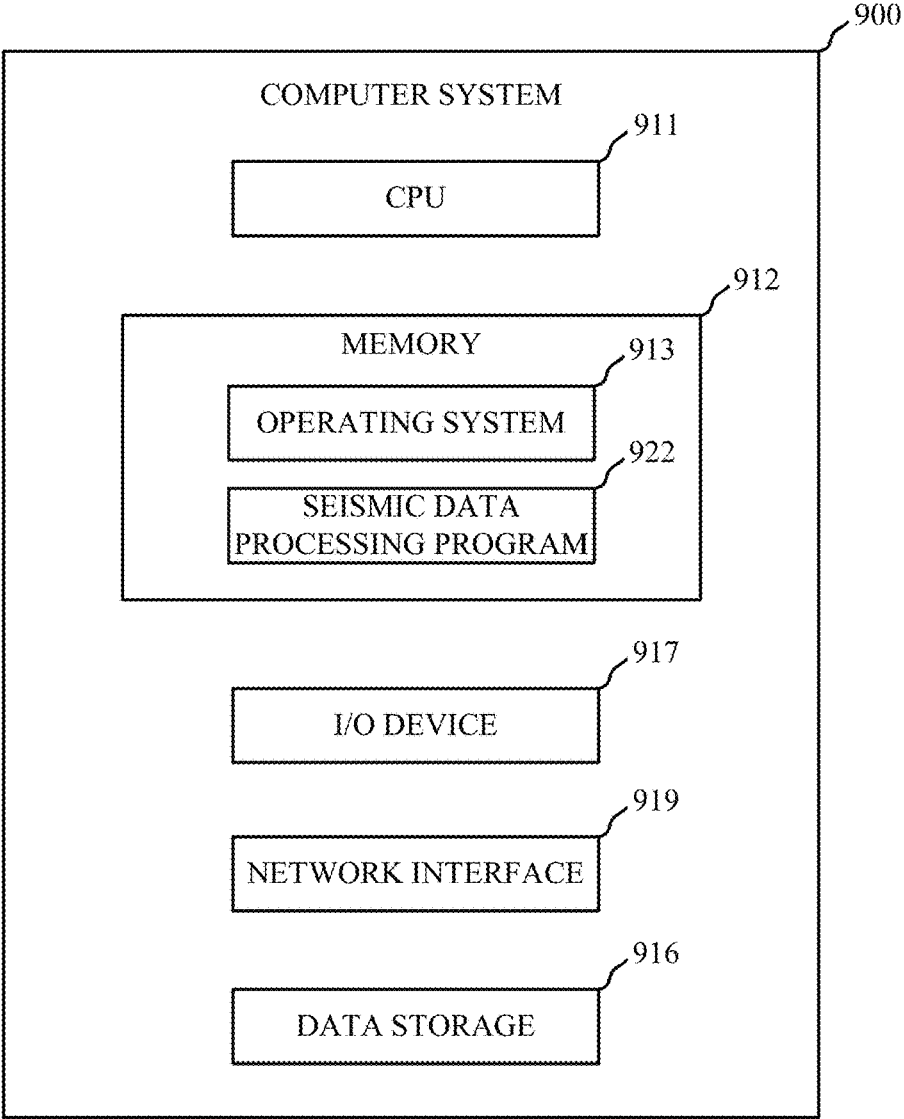 900
COMPUTER SYSTEM
911
CPU
912
MEMORY
913
OPERATING SYSTEM
922
SEISMIC DATA
PROCESSING PROGRAM
917
I/O DEVICE
919
NETWORK INTERFACE
916
DATA STORAGE